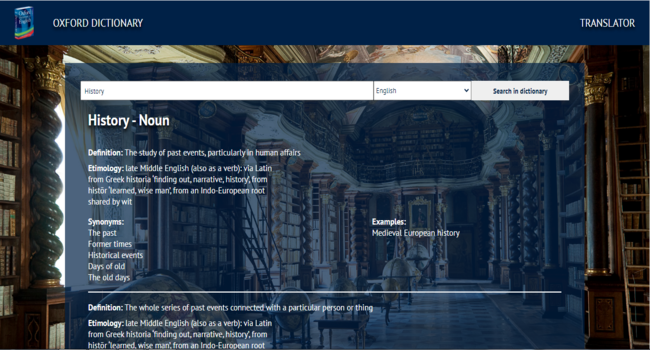 OXFORD DICTIONARY
TRANSLATOR
History
English
Search in dictionary
History - Noun
Definition: The study of past events, particularly in human affairs
Etimology: late Middle English (also as a verb): via Latin
from Greek historia 'finding out, narrative, history', from
histōr 'learned, wise man', from an Indo-European root
shared by wit
Synonyms:
The past
Former times
Historical events
Days of old
The old days
Examples:
Medieval European history
Definition: The whole series of past events connected with a particular person or thing
Etimology: late Middle English (also as a verb): via Latin
from Greek historia 'finding out, narrative, history', from
histōr 'learned, wise man', from an Indo-European root